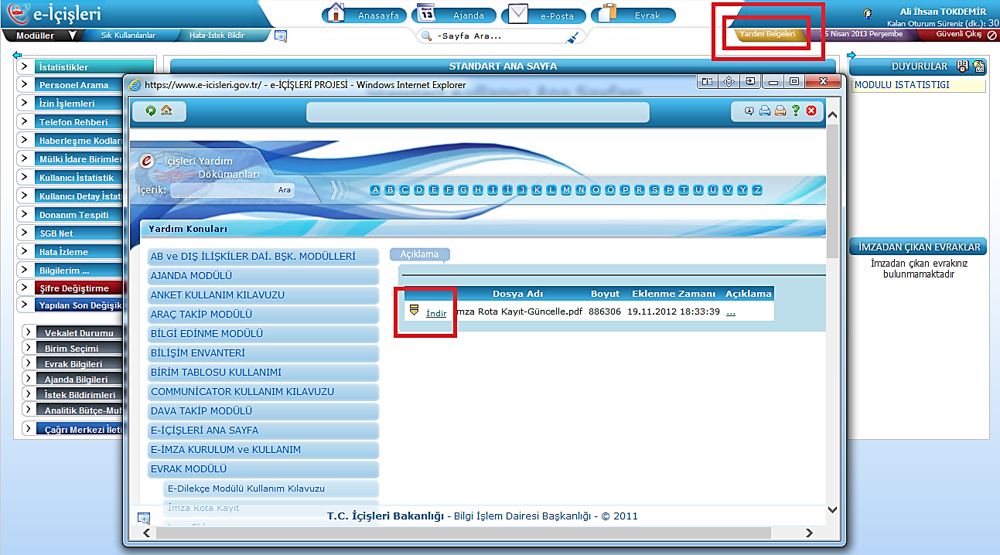 e-İçişleri
Anasayfa
Ajanda
e-Posta
Evrak
Ali İhsan TOKDEMİR
Kalan Oturum Süreniz (dk.): 30
Modüller
Sık Kullanılanlar
Hata-İstek Bildir
-Sayfa Ara...
Yardım Belgeleri
5 Nisan 2013 Perşembe
Güvenli Çıkış
İstatistikler
Personel Arama
İzin İşlemleri
Telefon Rehberi
Haberleşme Kodları
Mülki İdare Birimler
Kullanıcı İstatistik
Kullanıcı Detay İstati
Donanım Tespiti
SGB Net
Hata İzleme
Bilgilerim ...
Şifre Değiştirme
Yapılan Son Değişik
Vekalet Durumu
Birim Seçimi
Evrak Bilgileri
Ajanda Bilgileri
İstek Bildirimleri
Analitik Bütçe-Muh
Çağrı Merkezi İleti
STANDART ANA SAYFA
https://www.e-icisleri.gov.tr/ - e-İÇİŞLERİ PROJESİ - Windows Internet Explorer
e - İçişleri Yardım
Dökümanları
İçerik:
Ara
A B C D E F G H I İ J K L M N O Ö P R S Ş T U Ü V Y Z
Yardım Konuları
AB ve DIŞ İLİŞKİLER DAİ. BŞK. MODÜLLERİ
AJANDA MODÜLÜ
ANKET KULLANIM KILAVUZU
ARAÇ TAKİP MODÜLÜ
BİLGİ EDİNME MODÜLÜ
BİLİŞİM ENVANTERİ
BİRİM TABLOSU KULLANIMI
COMMUNİCATOR KULLANIM KILAVUZU
DAVA TAKİP MODÜLÜ
E-İÇİŞLERİ ANA SAYFA
E-İMZA KURULUM ve KULLANIM
EVRAK MODÜLÜ
E-Dilekçe Modülü Kullanım Kılavuzu
İmza Rota Kayıt
Açıklama
Dosya Adı Boyut Eklenme Zamanı Açıklama
İndir mza Rota Kayıt-Güncelle.pdf 886306 19.11.2012 18:33:39 ...
T.C. İçişleri Bakanlığı - Bilgi İşlem Dairesi Başkanlığı - © 2011
DUYURULAR
MODULU ISTATISTIGI
İMZADAN ÇIKAN EVRAKLAR
İmzadan çıkan evrakınız
bulunmamaktadır